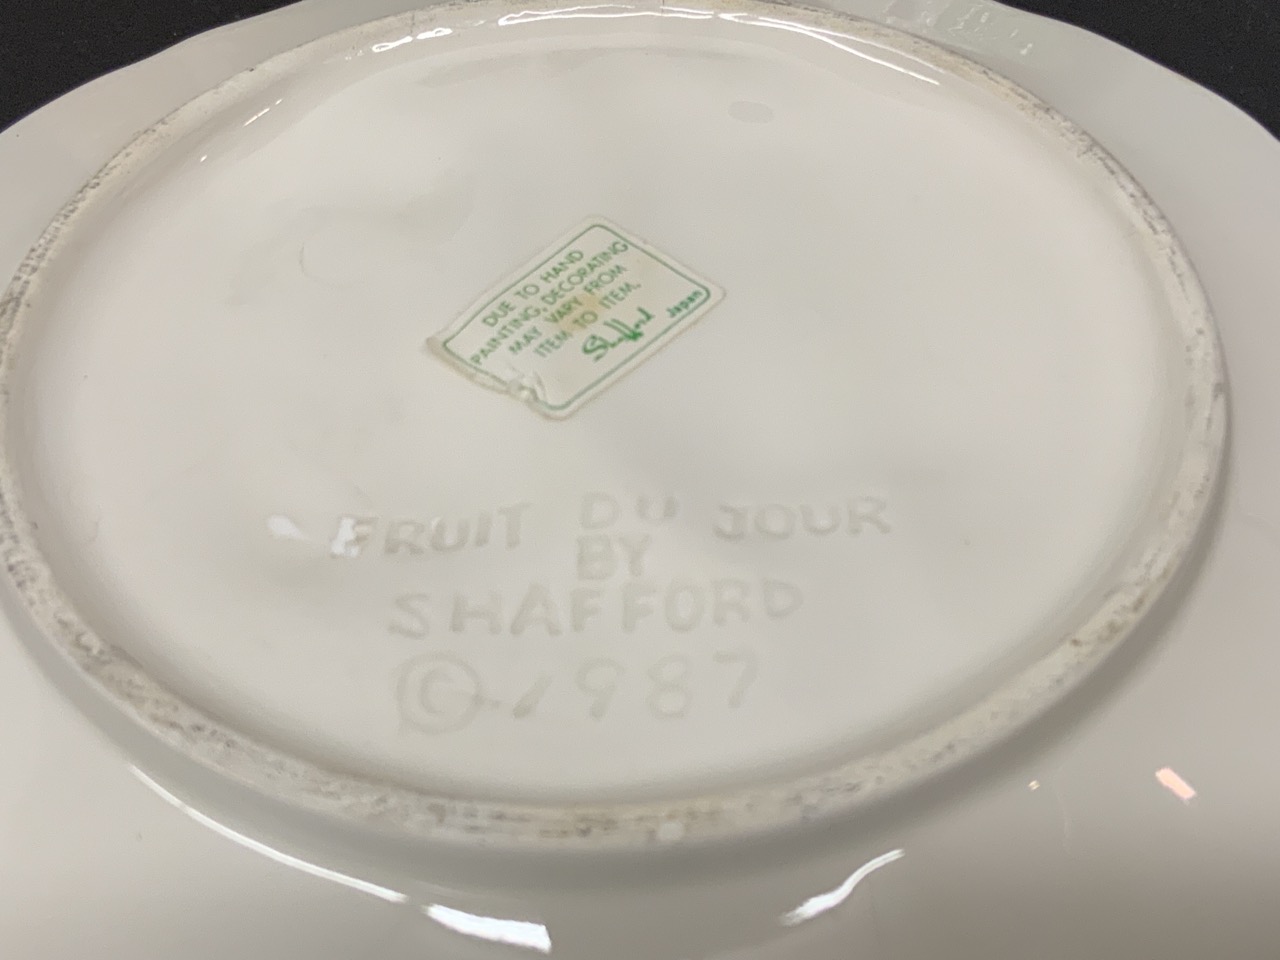 DUE TO HAND
PAINTING, DECORATING
MAY VARY FROM
ITEM TO ITEM.
Shafford Japan
FRUIT DU JOUR
BY
SHAFFORD
© 1987